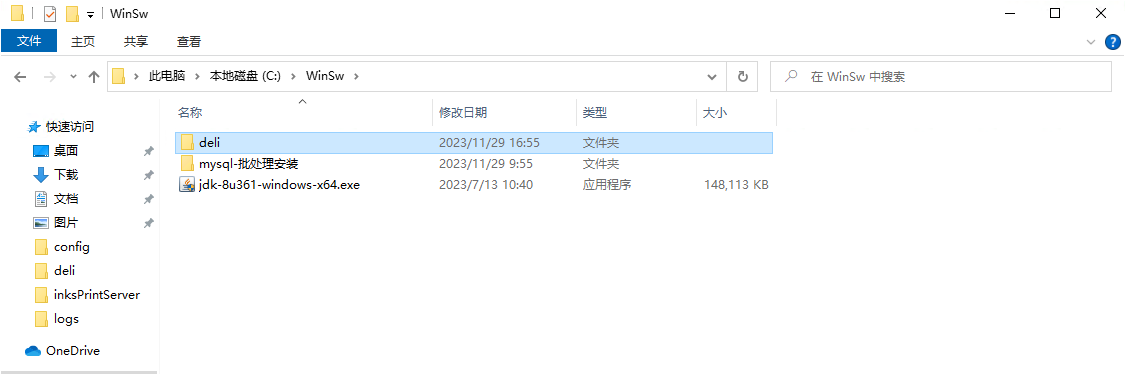 WinSw
文件 主页 共享 查看
此电脑 本地磁盘 (C:) WinSw
在 WinSw 中搜索
名称 修改日期 类型 大小
快速访问
桌面
下载
文档
图片
config
deli
inksPrintServer
logs
OneDrive
deli 2023/11/29 16:55 文件夹
mysql-批处理安装 2023/11/29 9:55 文件夹
jdk-8u361-windows-x64.exe 2023/7/13 10:40 应用程序 148,113 KB